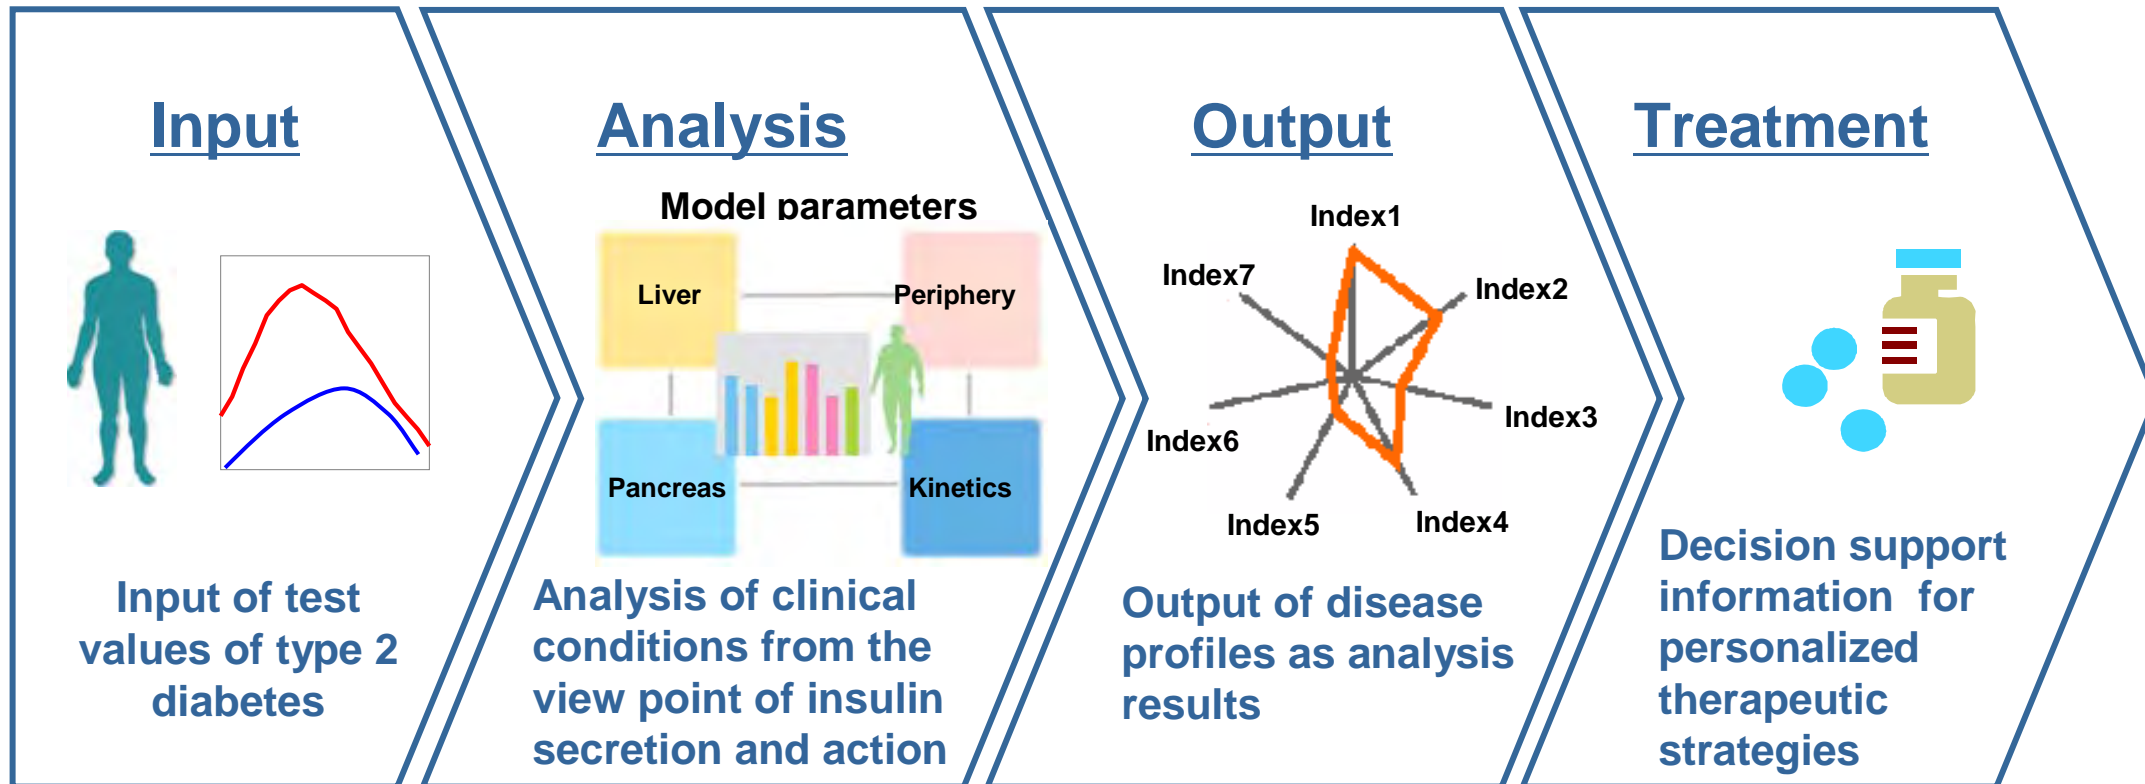 Input
Input of test
values of type 2
diabetes
Analysis
Model parameters
Liver
Periphery
Pancreas
Kinetics
Analysis of clinical
conditions from the
view point of insulin
secretion and action
Output
Index1
Index2
Index3
Index4
Index5
Index6
Index7
Output of disease
profiles as analysis
results
Treatment
Decision support
information for
personalized
therapeutic
strategies